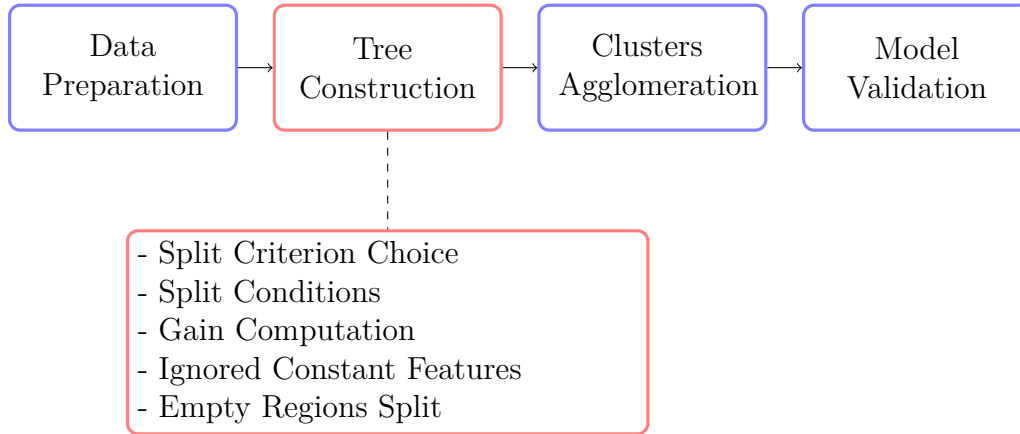 Data
Preparation
Tree
Construction
Clusters
Agglomeration
Model
Validation
- Split Criterion Choice
- Split Conditions
- Gain Computation
- Ignored Constant Features
- Empty Regions Split